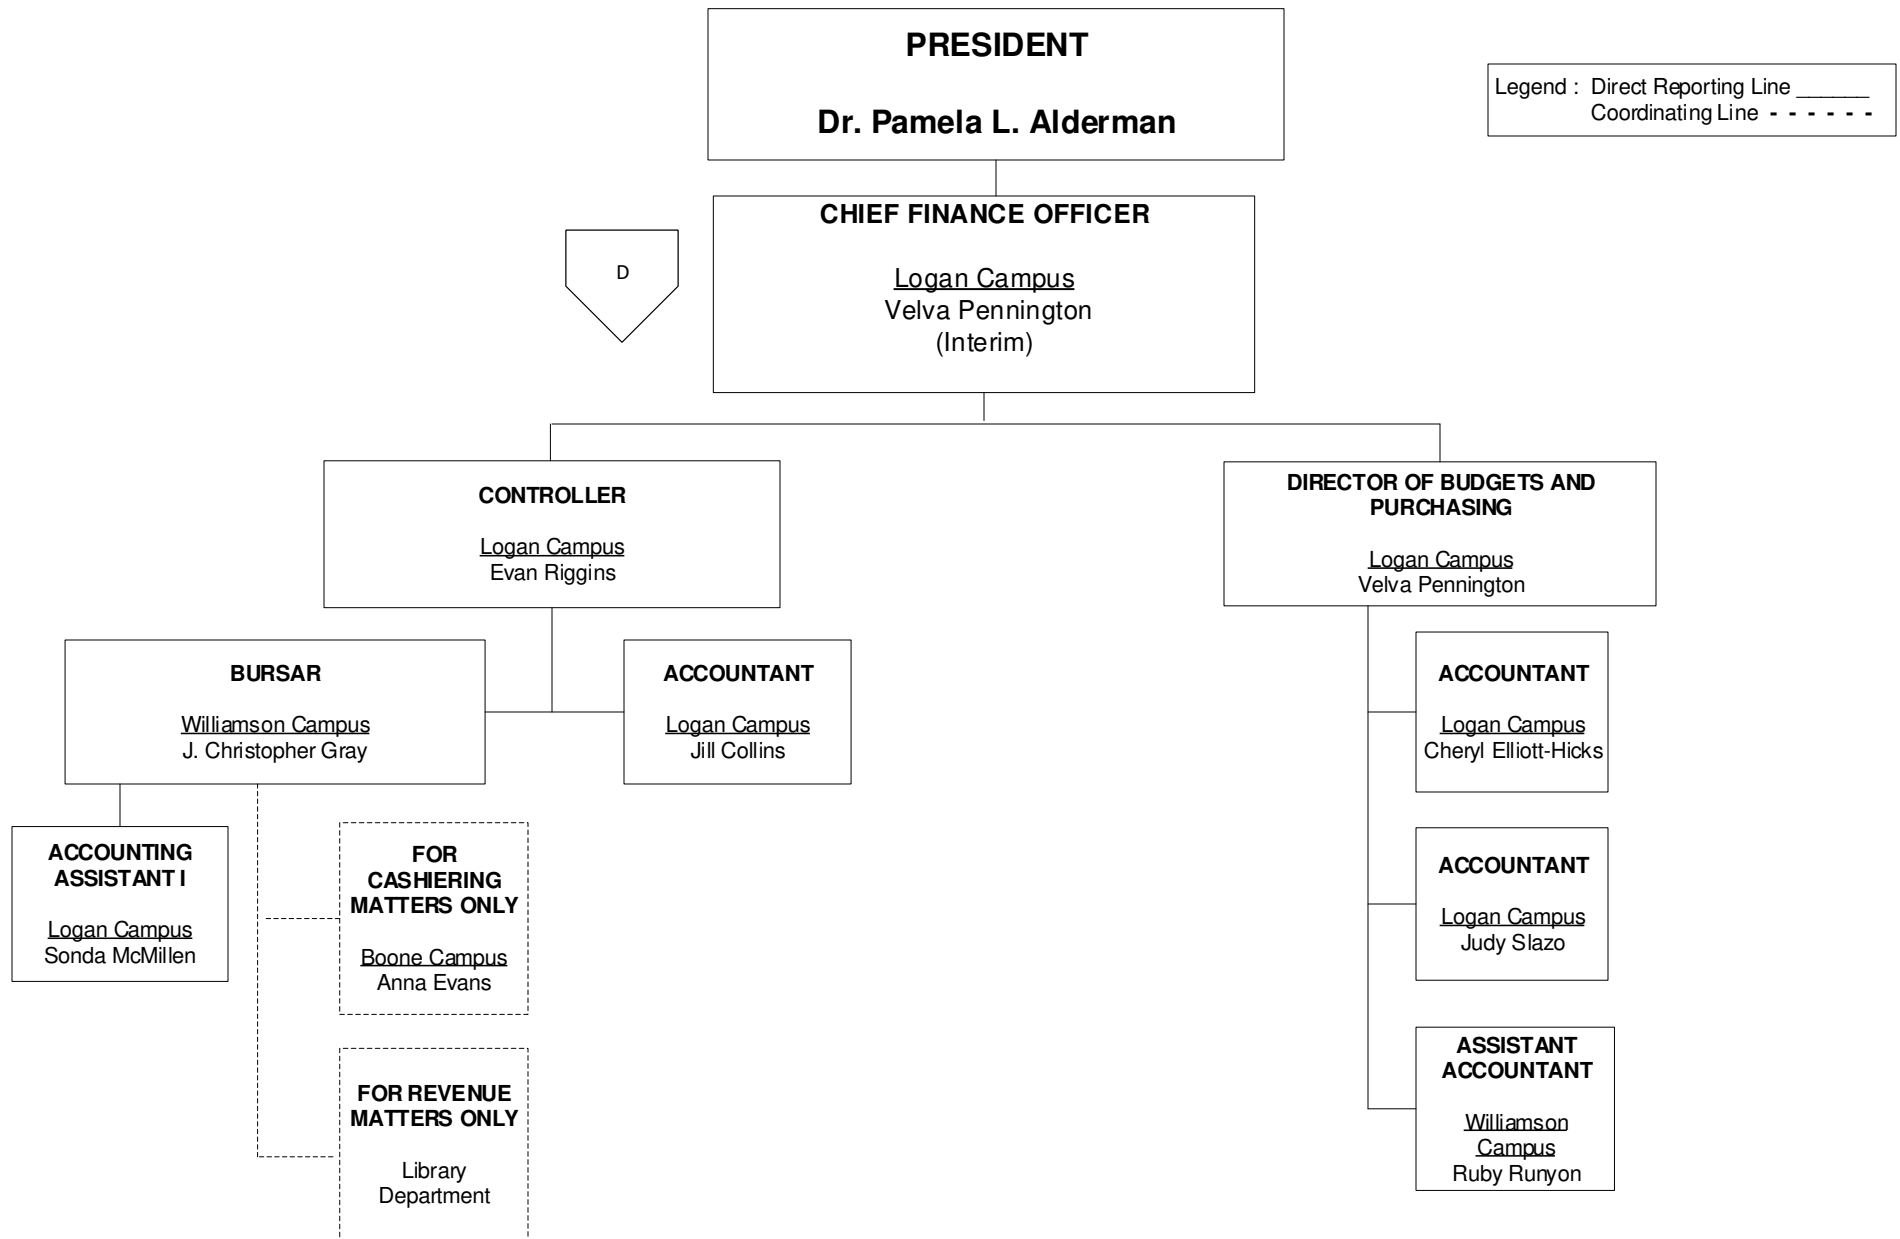 PRESIDENT
Dr. Pamela L. Alderman
Legend : Direct Reporting Line ______
Coordinating Line - - - - - -
CHIEF FINANCE OFFICER
Logan Campus
Velva Pennington
(Interim)
D
CONTROLLER
Logan Campus
Evan Riggins
DIRECTOR OF BUDGETS AND
PURCHASING
Logan Campus
Velva Pennington
BURSAR
Williamson Campus
J. Christopher Gray
ACCOUNTANT
Logan Campus
Jill Collins
ACCOUNTANT
Logan Campus
Cheryl Elliott-Hicks
ACCOUNTING
ASSISTANT I
Logan Campus
Sonda McMillen
FOR
CASHIERING
MATTERS ONLY
Boone Campus
Anna Evans
ACCOUNTANT
Logan Campus
Judy Slazo
FOR REVENUE
MATTERS ONLY
Library
Department
ASSISTANT
ACCOUNTANT
Williamson
Campus
Ruby Runyon